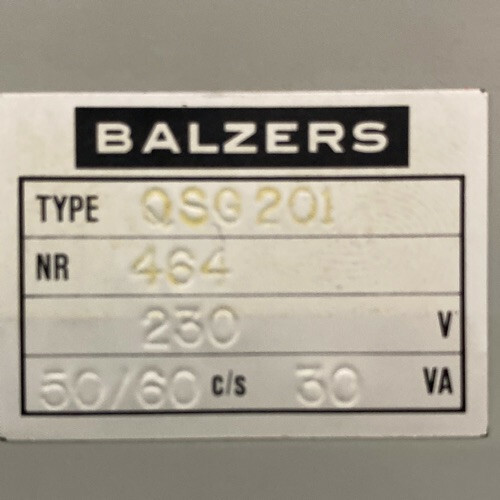 BALZERS
TYPE QSG 201
NR 464
230 V
50/60 c/s 30 VA